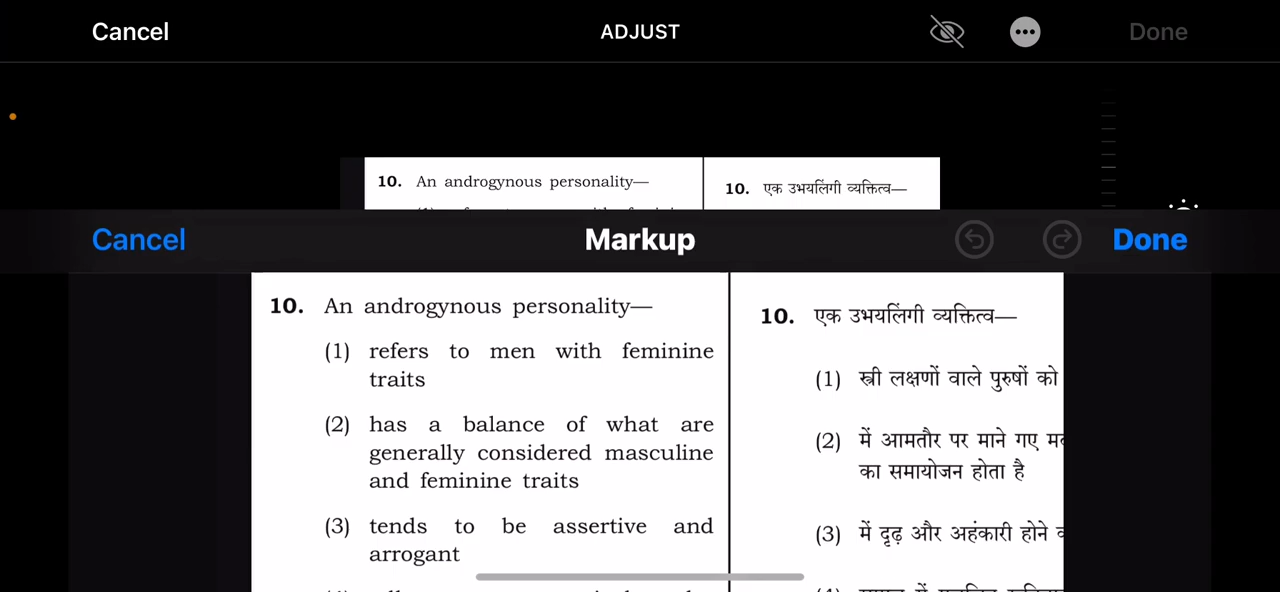 Cancel
ADJUST
Done
10. An androgynous personality—
10. एक उभयलिंगी व्यक्तित्व—
Cancel
Markup
Done
10. An androgynous personality—
(1) refers to men with feminine
traits
(2) has a balance of what are
generally considered masculine
and feminine traits
(3) tends to be assertive and
arrogant
10. एक उभयलिंगी व्यक्तित्व—
(1) स्त्री लक्षणों वाले पुरुषों को
(2) में आमतौर पर माने गए
का समायोजन होता है
(3) में दृढ़ और अहंकारी होने